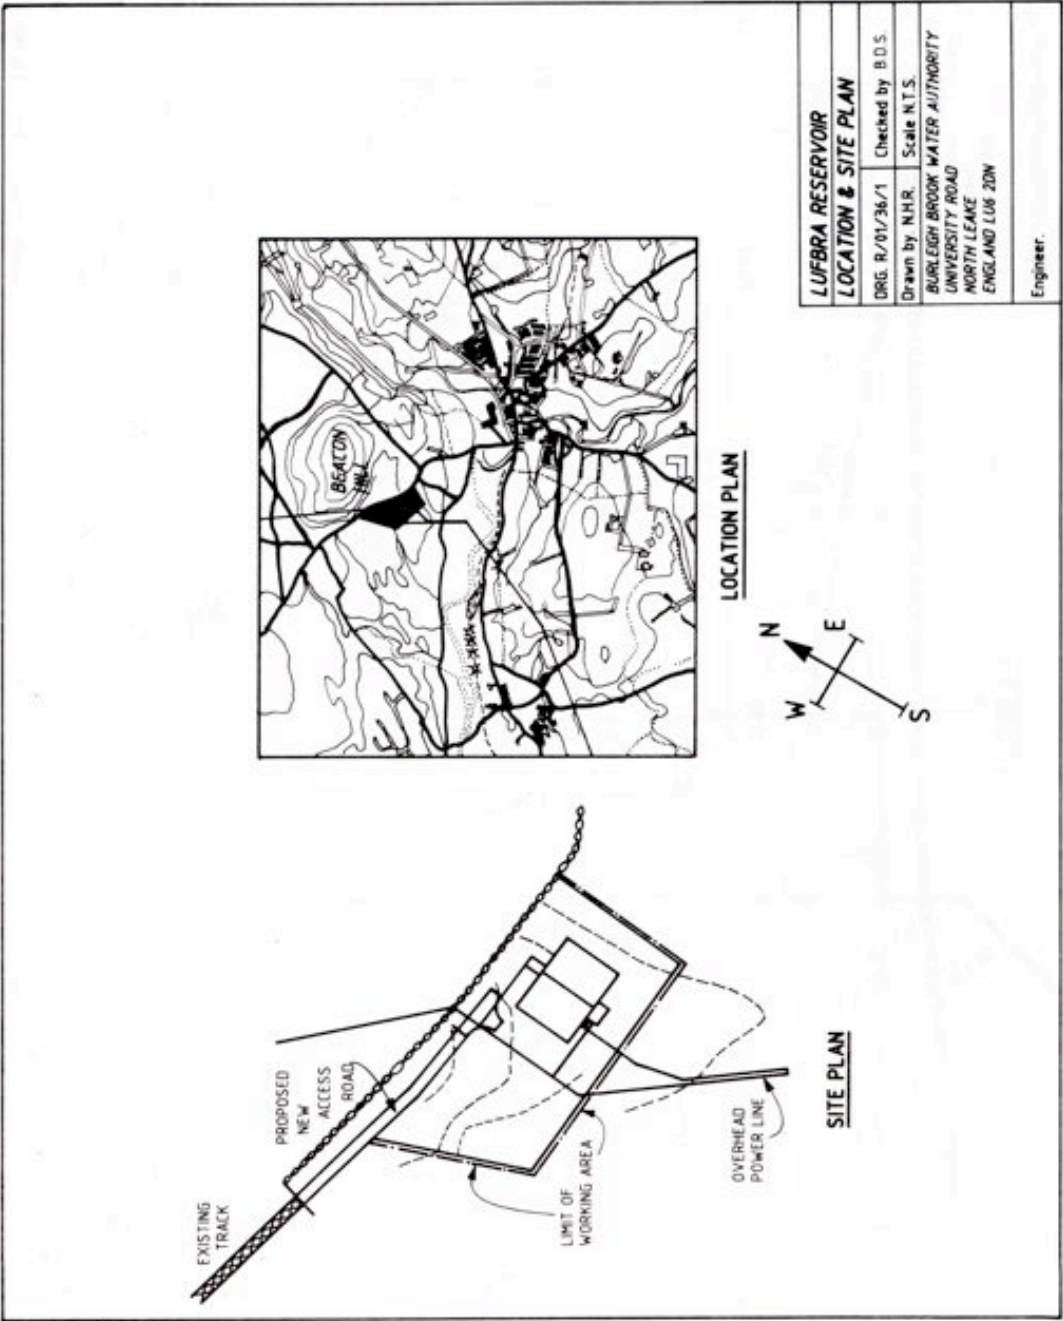 EXISTING
TRACK
PROPOSED
NEW
ACCESS
ROAD
LIMIT OF
WORKING AREA
OVERHEAD
POWER LINE
SITE PLAN
BEACON
HILL
LOCATION PLAN
N
W
E
S
LUFBRA RESERVOIR
LOCATION & SITE PLAN
DRG. R/01/36/1 Checked by B.D.S.
Drawn by. N.H.R. Scale N.T.S.
BURLEIGH BROOK WATER AUTHORITY
UNIVERSITY ROAD
NORTH LEAKE
ENGLAND LU6 2DN
Engineer.